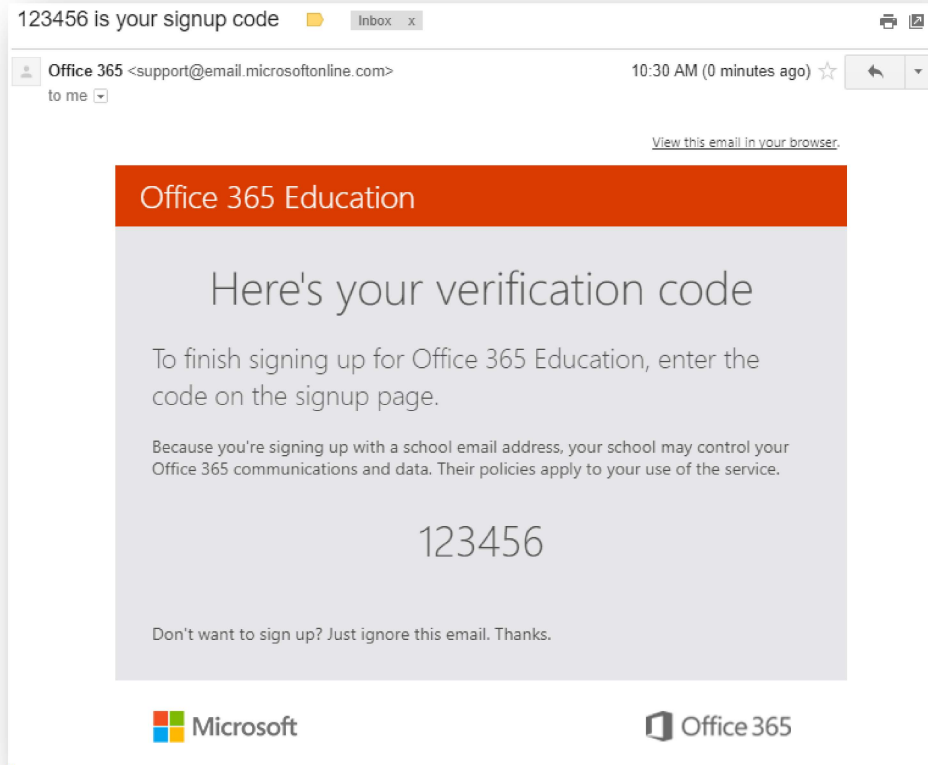 123456 is your signup code
Inbox x
Office 365 <support@email.microsoftonline.com>
10:30 AM (0 minutes ago)
to me
View this email in your browser.
Office 365 Education
Here's your verification code
To finish signing up for Office 365 Education, enter the
code on the signup page.
Because you're signing up with a school email address, your school may control your
Office 365 communications and data. Their policies apply to your use of the service.
123456
Don't want to sign up? Just ignore this email. Thanks.
Microsoft
Office 365